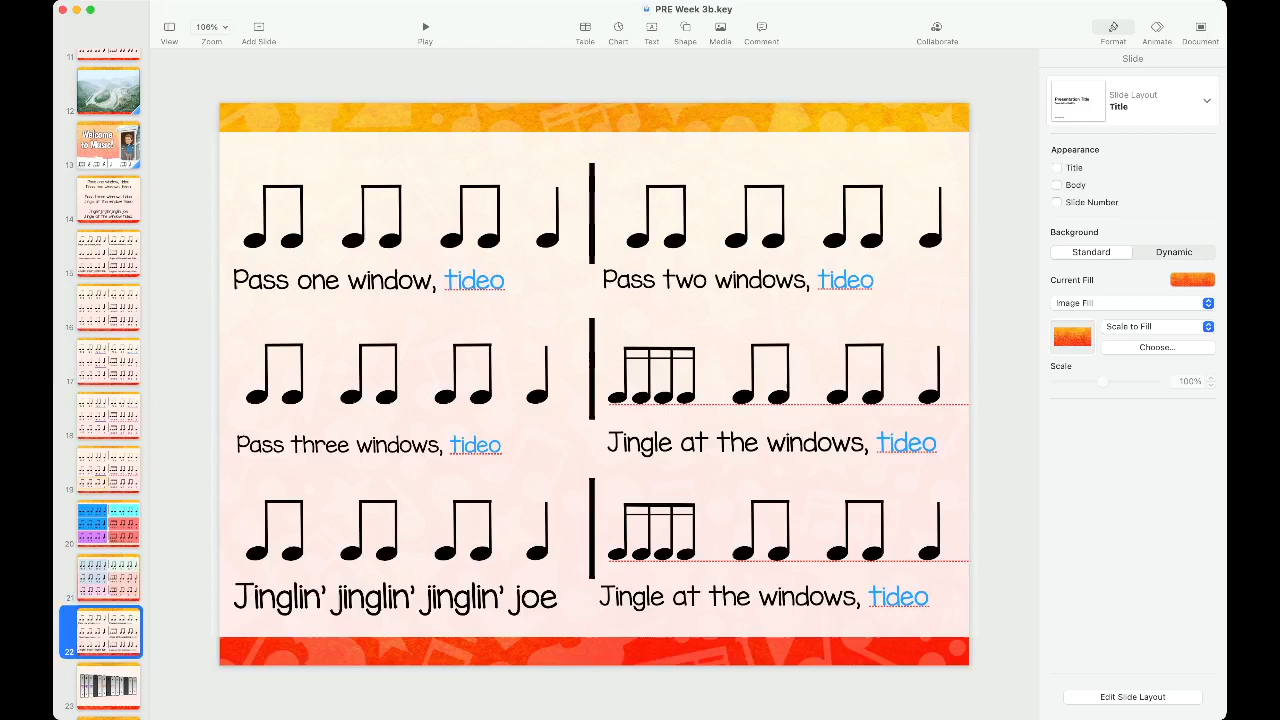 PRE Week 3b.key
View
106%
Zoom
Add Slide
Play
Table
Chart
Text
Shape
Media
Comment
Collaborate
Format
Animate
Document
11
12
Welcome
to Music!
13
14
15
16
17
18
19
20
21
22
23
Pass one window, tideo
Pass two windows, tideo
Pass three windows, tideo
Jingle at the windows, tideo
Jinglin' jinglin' jinglin' joe
Jingle at the windows, tideo
Slide
Presentation Title
Slide Layout
Title
Appearance
Title
Body
Slide Number
Background
Standard
Dynamic
Current Fill
Image Fill
Scale to Fill
Choose...
Scale
100%
Edit Slide Layout